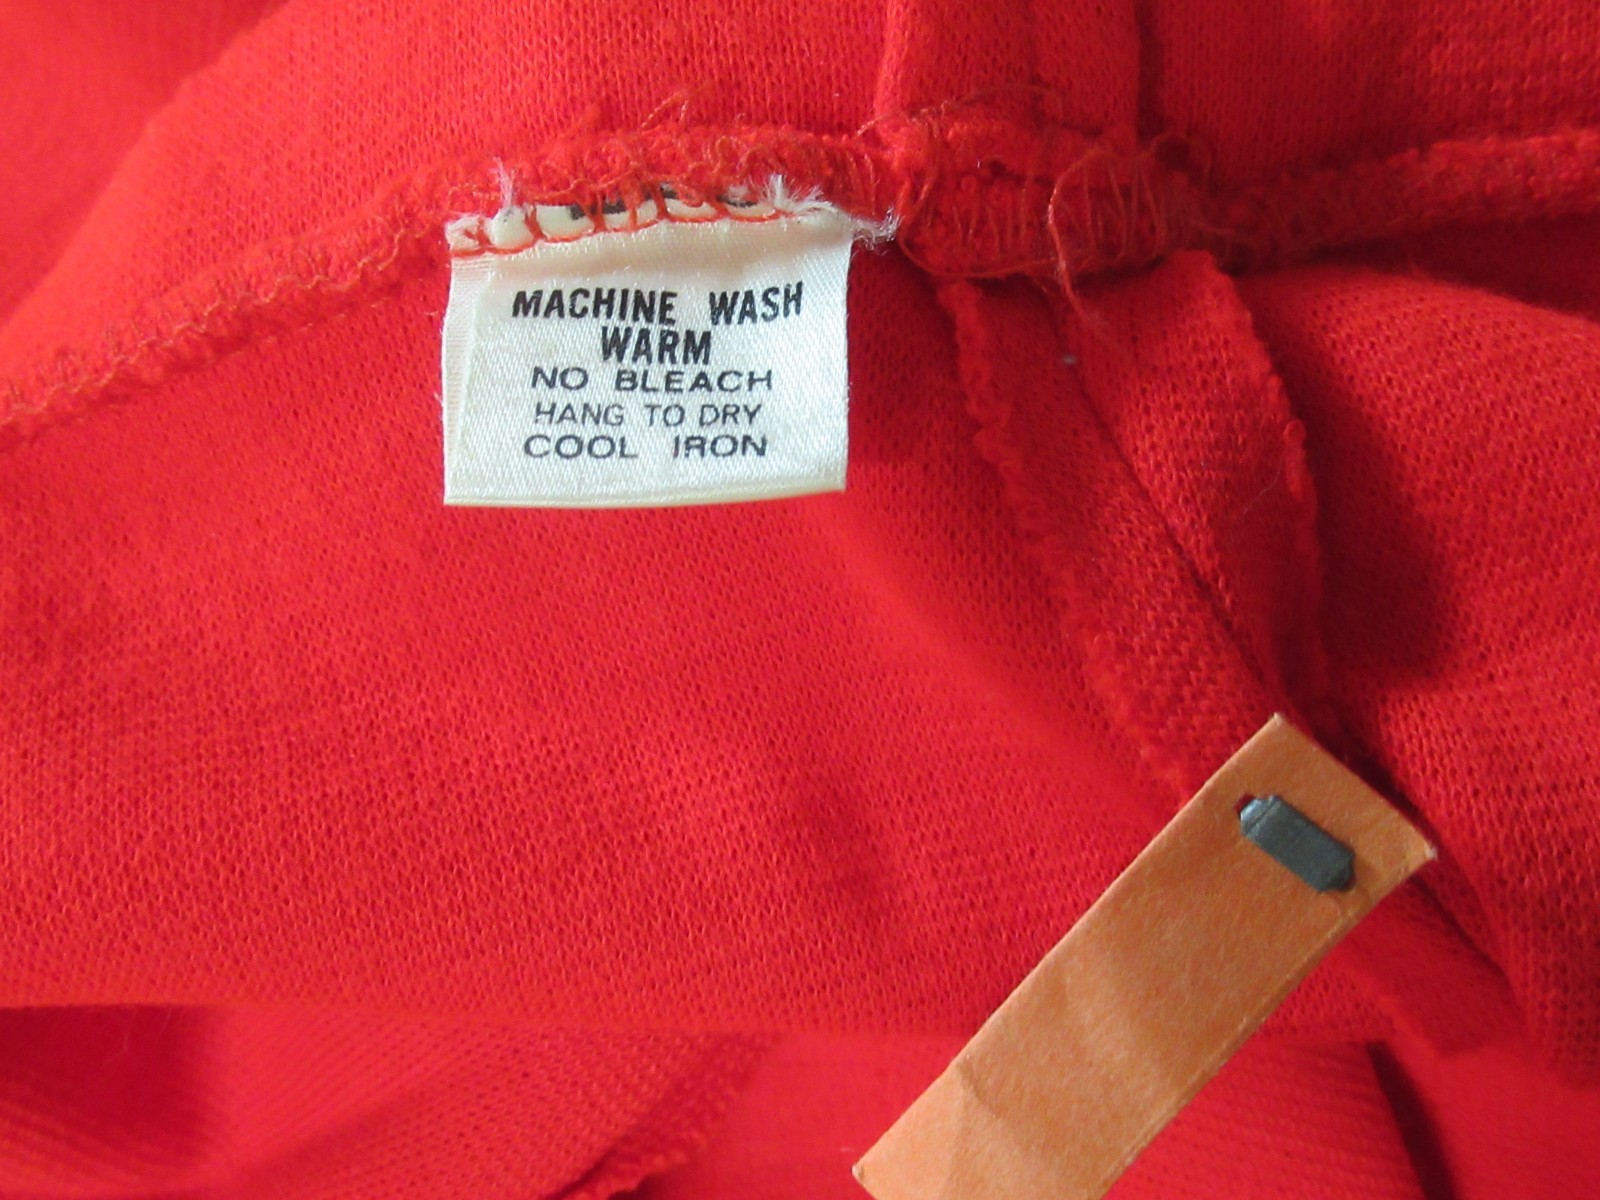 MACHINE WASH
WARM
NO BLEACH
HANG TO DRY
COOL IRON